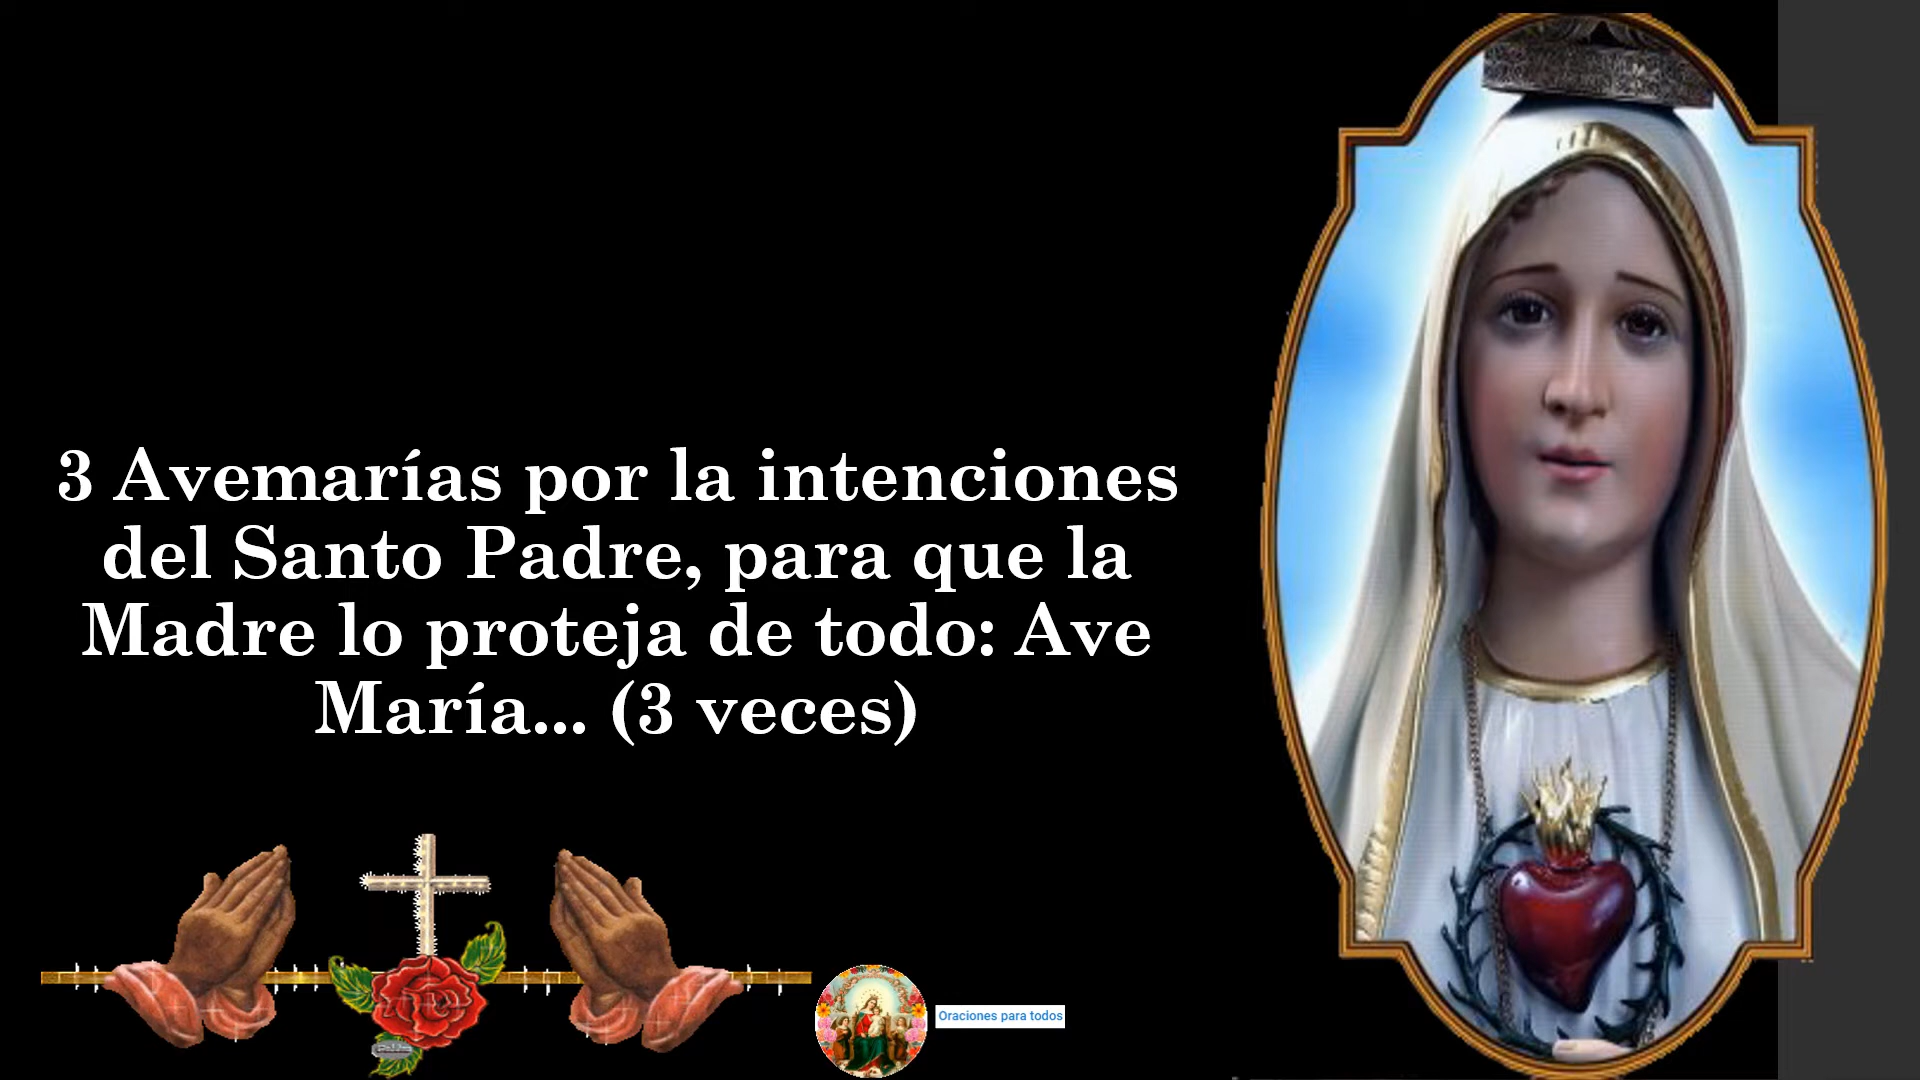 3 Avemarías por la intenciones
del Santo Padre, para que la
Madre lo proteja de todo: Ave
María... (3 veces)
Oraciones para todos